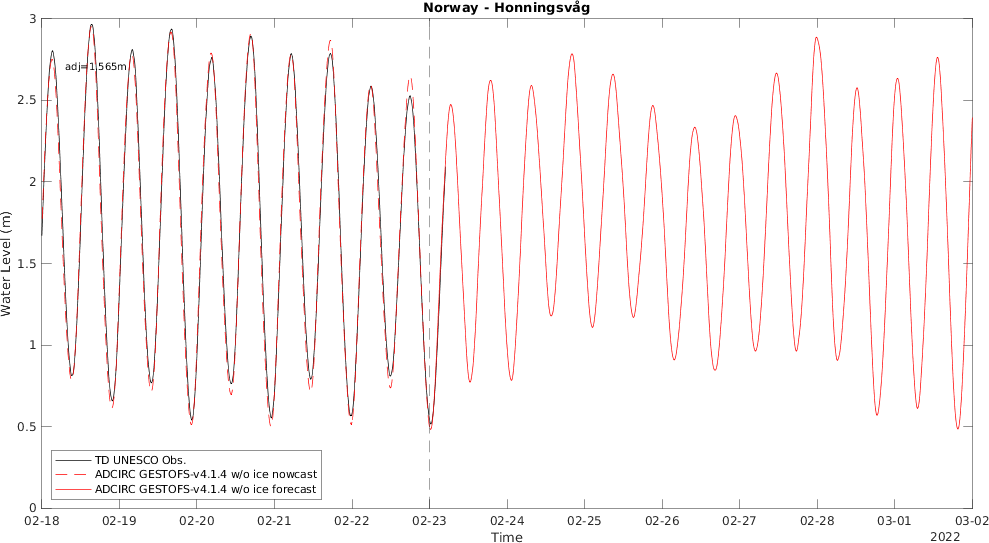 Norway - Honningsvåg
3
adj=1.565m
2.5
2
1.5
1
0.5
0
Water Level (m)
TD UNESCO Obs.
ADCIRC GESTOFS-v4.1.4 w/o ice nowcast
ADCIRC GESTOFS-v4.1.4 w/o ice forecast
02-18 02-19 02-20 02-21 02-22 02-23 02-24 02-25 02-26 02-27 02-28 03-01 03-02
Time
2022